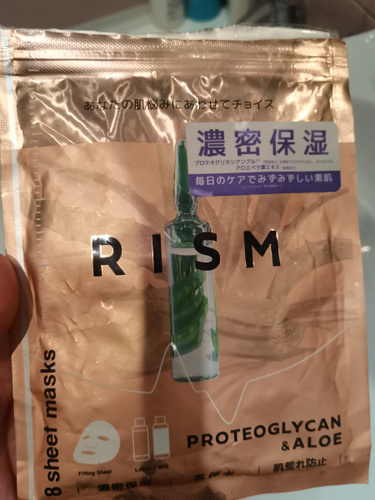 あなたの肌悩みにあわせてチョイス
濃密保湿
プロテオグリカンアンプル
アロエベラ葉エキス
毎日のケアでみずみずしい素肌
RISM
8 sheet masks
PROTEOGLYCAN
& ALOE
Fitting Sheet
肌荒れ防止